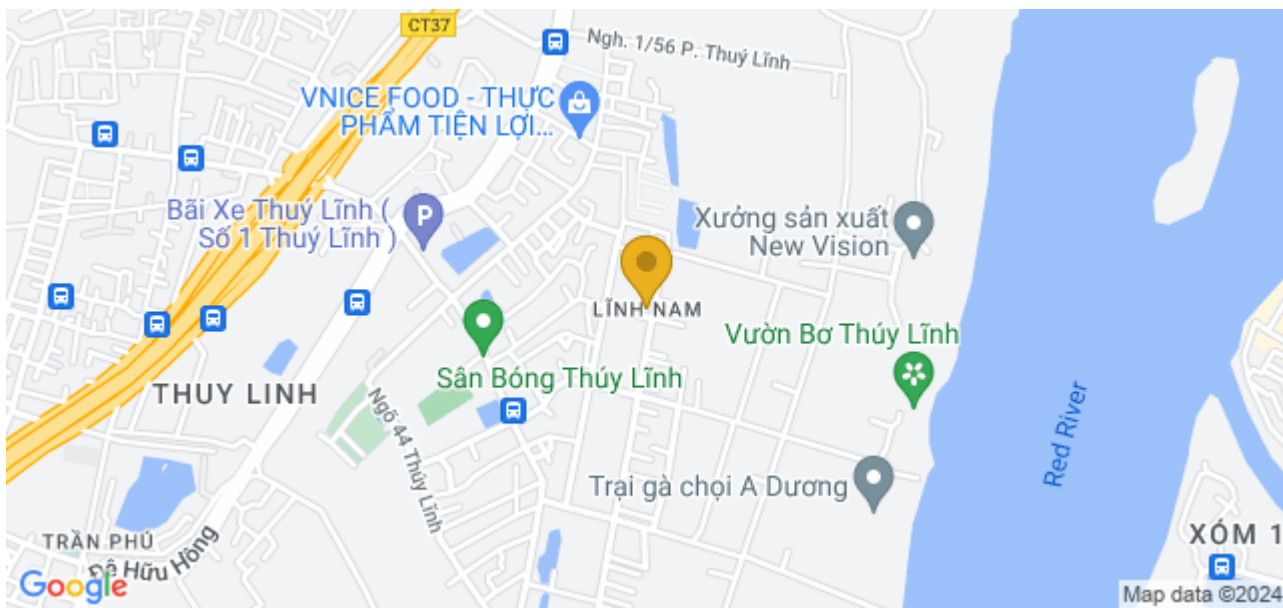 CT37
Ngh. 1/56 P. Thuý Lĩnh
VNICE FOOD - THỰC
PHẨM TIỆN LỢI...
Bãi Xe Thuý Lĩnh (
Số 1 Thuý Lĩnh )
P
Xưởng sản xuất
New Vision
LĨNH NAM
Vườn Bơ Thúy Lĩnh
Sân Bóng Thúy Lĩnh
THUY LINH
Ngõ 44 Thúy Lĩnh
Red River
Trại gà chọi A Dương
XÓM 1
TRẦN PHÚ
Đê Hữu Hồng
Google
Map data ©2024